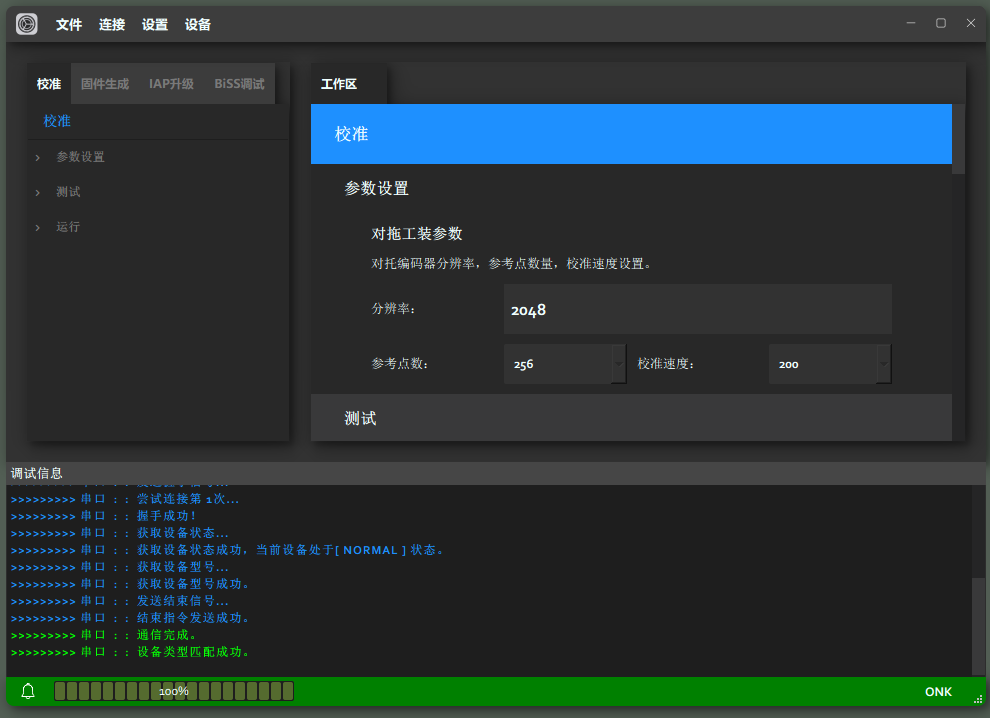 文件 连接 设置 设备
校准 固件生成 IAP升级 BiSS调试
校准
参数设置
测试
运行
工作区
校准
参数设置
对拖工装参数
对托编码器分辨率，参考点数量，校准速度设置。
分辨率：
2048
参考点数：
256
校准速度：
200
测试
调试信息
>>>>>>>>> 串口 :: 尝试连接第 1次...
>>>>>>>>> 串口 :: 握手成功！
>>>>>>>>> 串口 :: 获取设备状态...
>>>>>>>>> 串口 :: 获取设备状态成功，当前设备处于[ NORMAL ] 状态。
>>>>>>>>> 串口 :: 获取设备型号...
>>>>>>>>> 串口 :: 获取设备型号成功。
>>>>>>>>> 串口 :: 发送结束信号...
>>>>>>>>> 串口 :: 结束指令发送成功。
>>>>>>>>> 串口 :: 通信完成。
>>>>>>>>> 串口 :: 设备类型匹配成功。
100%
ONK